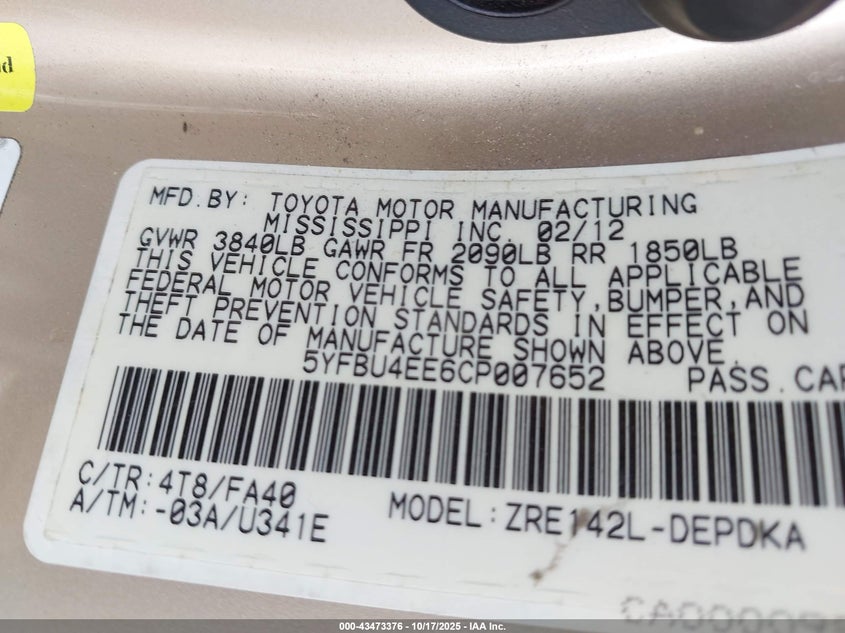 MFD.BY: TOYOTA MOTOR MANUFACTURING
MISSISSIPPI INC. 02/12
GVWR 3840LB GAWR FR 2090LB RR 1850LB
THIS VEHICLE CONFORMS TO ALL APPLICABLE
FEDERAL MOTOR VEHICLE SAFETY,BUMPER,AND
THEFT PREVENTION STANDARDS IN EFFECT ON
THE DATE OF MANUFACTURE SHOWN ABOVE.
5YFBU4EE6CP007652 PASS.CAR
C/TR:4T8/FA40
A/TM:-03A/U341E
MODEL:ZRE142L-DEPDKA
000-43473376 | 10/17/2025 - IAA Inc.